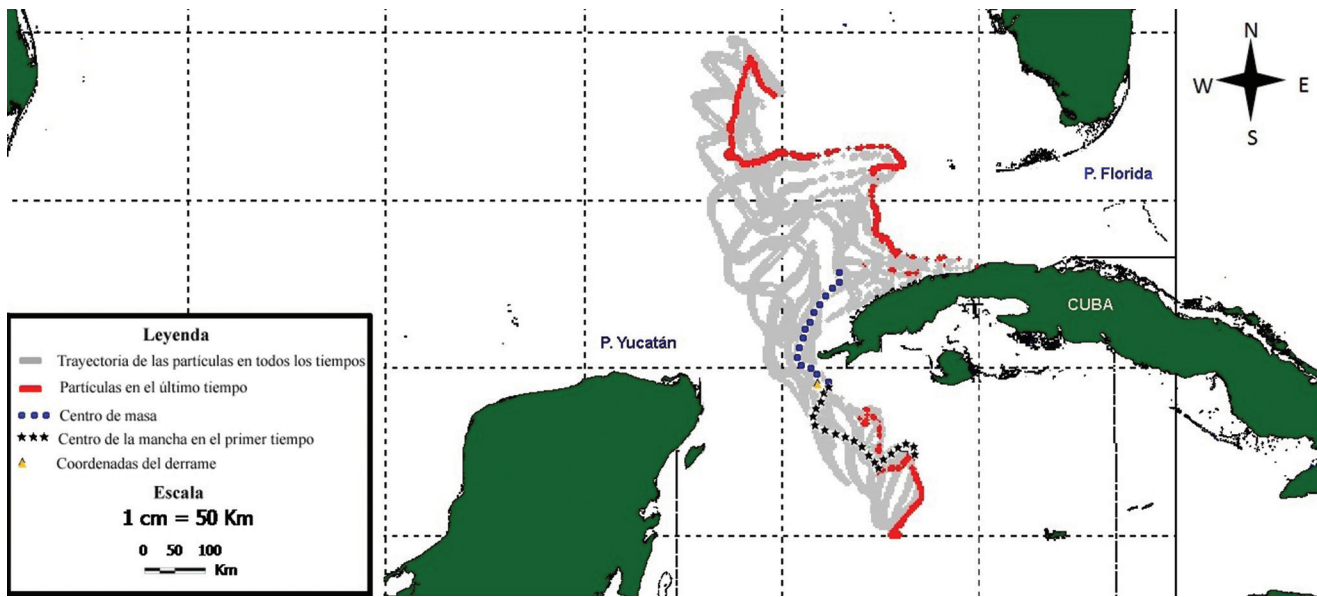 N
W
E
S
P. Florida
CUBA
P. Yucatán
Leyenda
Trayectoria de las partículas en todos los tiempos
Partículas en el último tiempo
Centro de masa
Centro de la mancha en el primer tiempo
Coordenadas del derrame
Escala
1 cm = 50 Km
0 50 100
Km